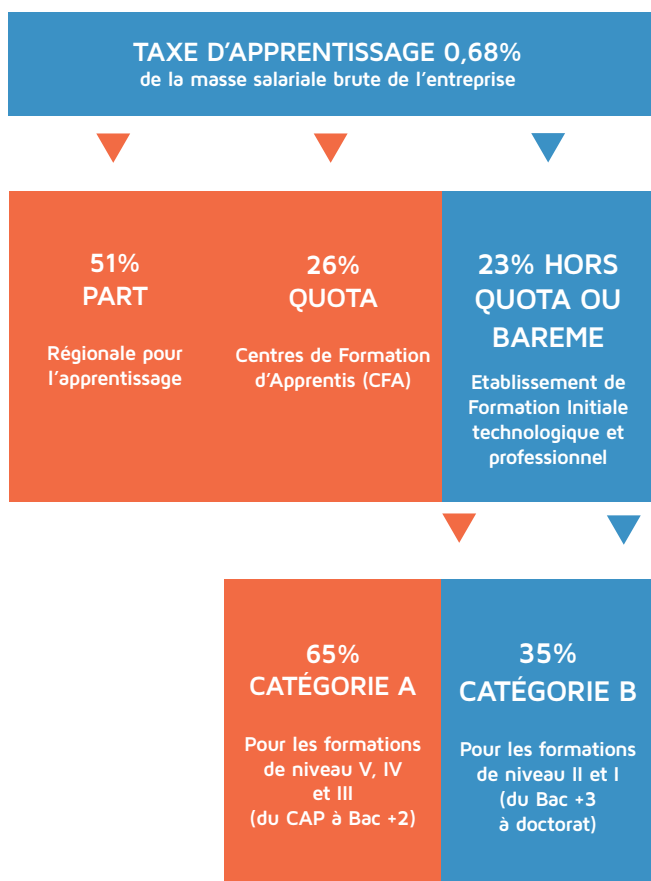 TAXE D'APPRENTISSAGE 0,68%
de la masse salariale brute de l'entreprise
51%
PART
Régionale pour
l'apprentissage
26%
QUOTA
Centres de Formation
d'Apprentis (CFA)
23% HORS
QUOTA OU
BAREME
Etablissement de
Formation Initiale
technologique et
professionnel
65%
CATÉGORIE A
Pour les formations
de niveau V, IV
et III
(du CAP à Bac +2)
35%
CATÉGORIE B
Pour les formations
de niveau II et I
(du Bac +3
à doctorat)